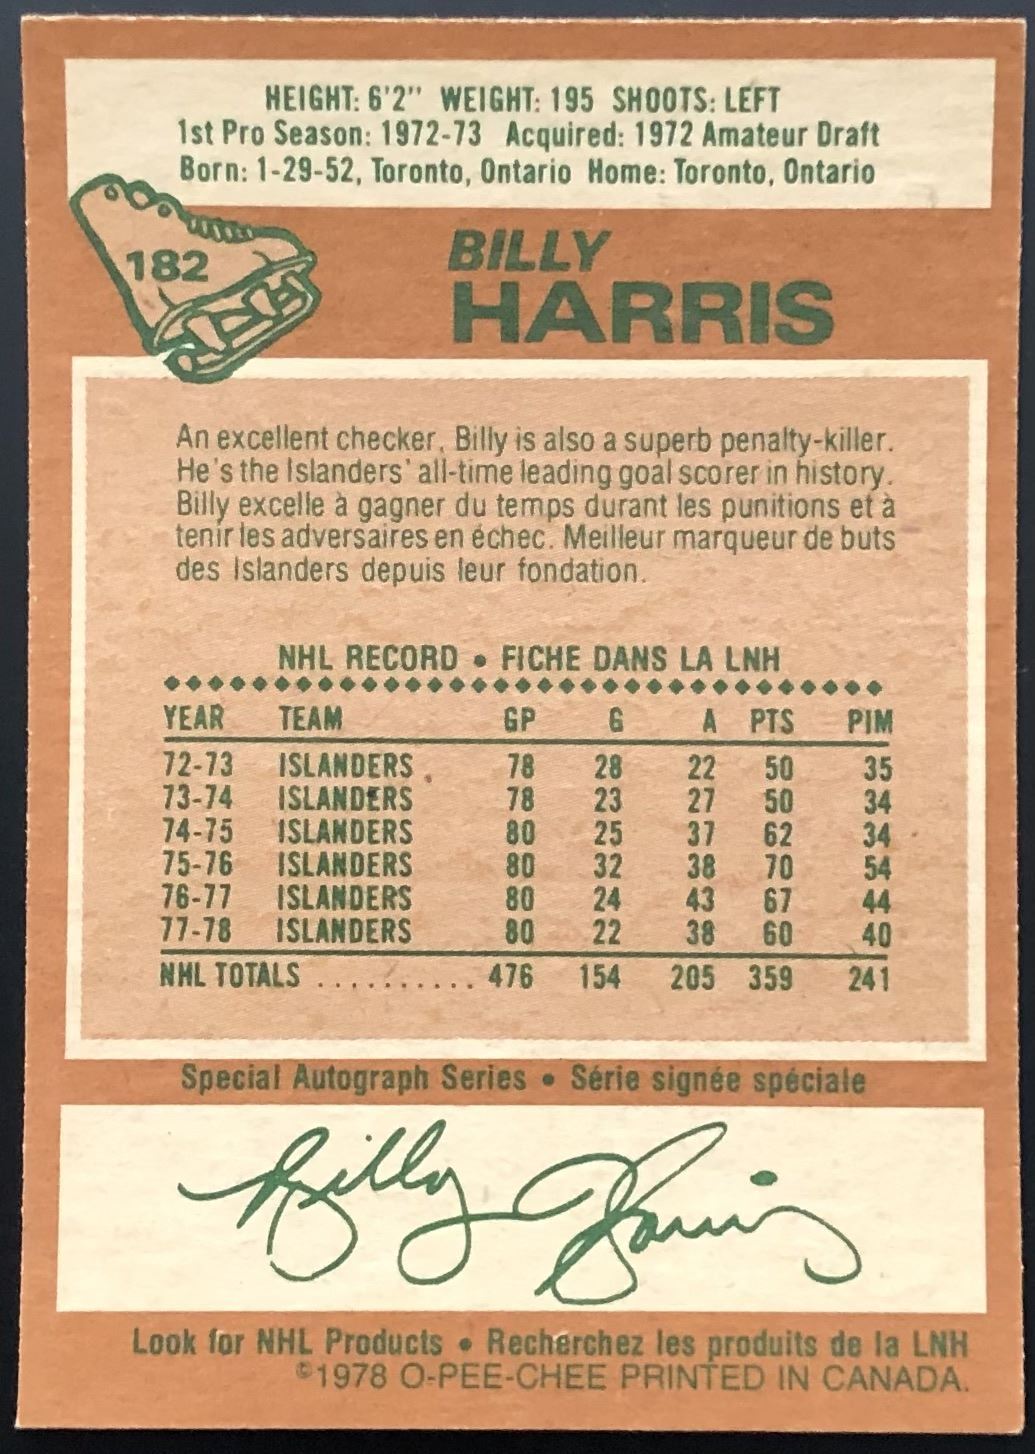 HEIGHT: 6'2" WEIGHT: 195 SHOOTS: LEFT
1st Pro Season: 1972-73 Acquired: 1972 Amateur Draft
Born: 1-29-52, Toronto, Ontario Home: Toronto, Ontario
182
BILLY
HARRIS
An excellent checker, Billy is also a superb penalty-killer.
He's the Islanders' all-time leading goal scorer in history.
Billy excelle à gagner du temps durant les punitions et à
tenir les adversaires en échec. Meilleur marqueur de buts
des Islanders depuis leur fondation.
NHL RECORD • FICHE DANS LA LNH
YEAR TEAM GP G A PTS PIM
72-73 ISLANDERS 78 28 22 50 35
73-74 ISLANDERS 78 23 27 50 34
74-75 ISLANDERS 80 25 37 62 34
75-76 ISLANDERS 80 32 38 70 54
76-77 ISLANDERS 80 24 43 67 44
77-78 ISLANDERS 80 22 38 60 40
NHL TOTALS .......... 476 154 205 359 241
Special Autograph Series • Série signée spéciale
Billy Harris
Look for NHL Products • Recherchez les produits de la LNH
©1978 O-PEE-CHEE PRINTED IN CANADA.